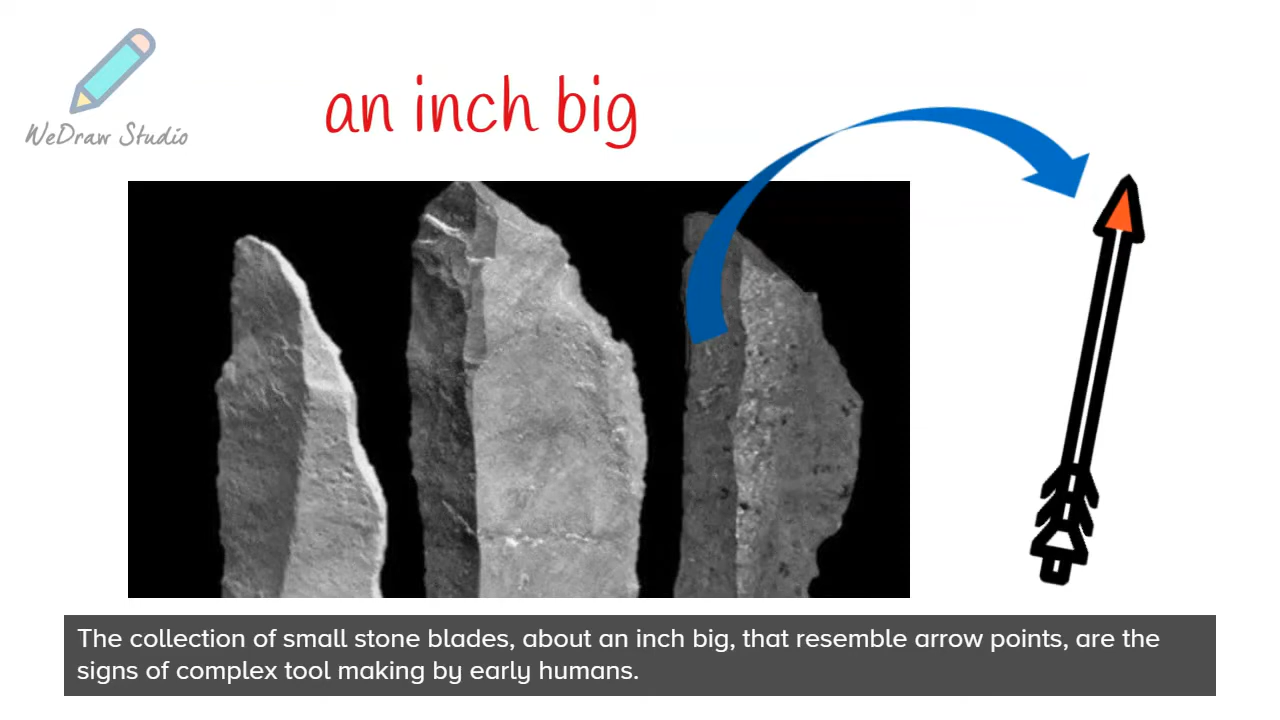 an inch big
WeDraw Studio
The collection of small stone blades, about an inch big, that resemble arrow points, are the
signs of complex tool making by early humans.